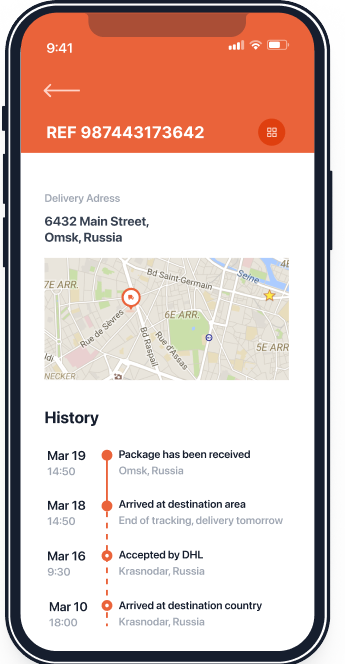 9:41
REF 987443173642
Delivery Adress
6432 Main Street,
Omsk, Russia
Bd Saint-Germain
Seine
7E ARR.
6E ARR.
Rue de Sèvres
Bd Raspail
Rue d'Assas
5E ARR.
NECKER
History
Mar 19 Package has been received
14:50 Omsk, Russia
Mar 18 Arrived at destination area
14:50 End of tracking, delivery tomorrow
Mar 16 Accepted by DHL
9:30 Krasnodar, Russia
Mar 10 Arrived at destination country
18:00 Krasnodar, Russia